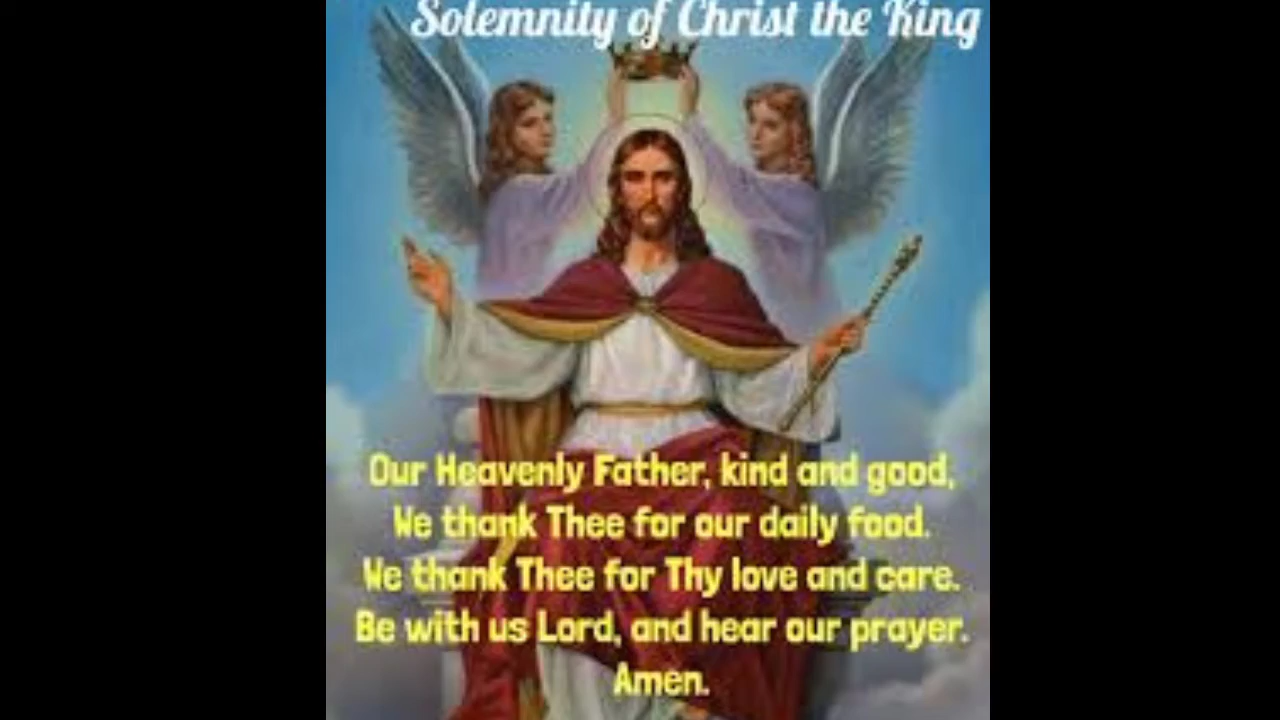 Solemnity of Christ the King
Our Heavenly Father, kind and good,
We thank Thee for our daily food.
We thank Thee for Thy love and care.
Be with us Lord, and hear our prayer.
Amen.